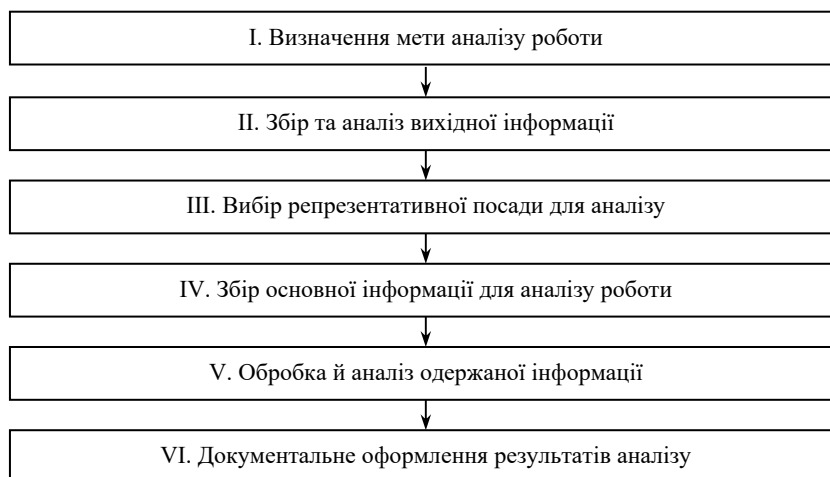 I. Визначення мети аналізу роботи
II. Збір та аналіз вихідної інформації
III. Вибір репрезентативної посади для аналізу
IV. Збір основної інформації для аналізу роботи
V. Обробка й аналіз одержаної інформації
VI. Документальне оформлення результатів аналізу